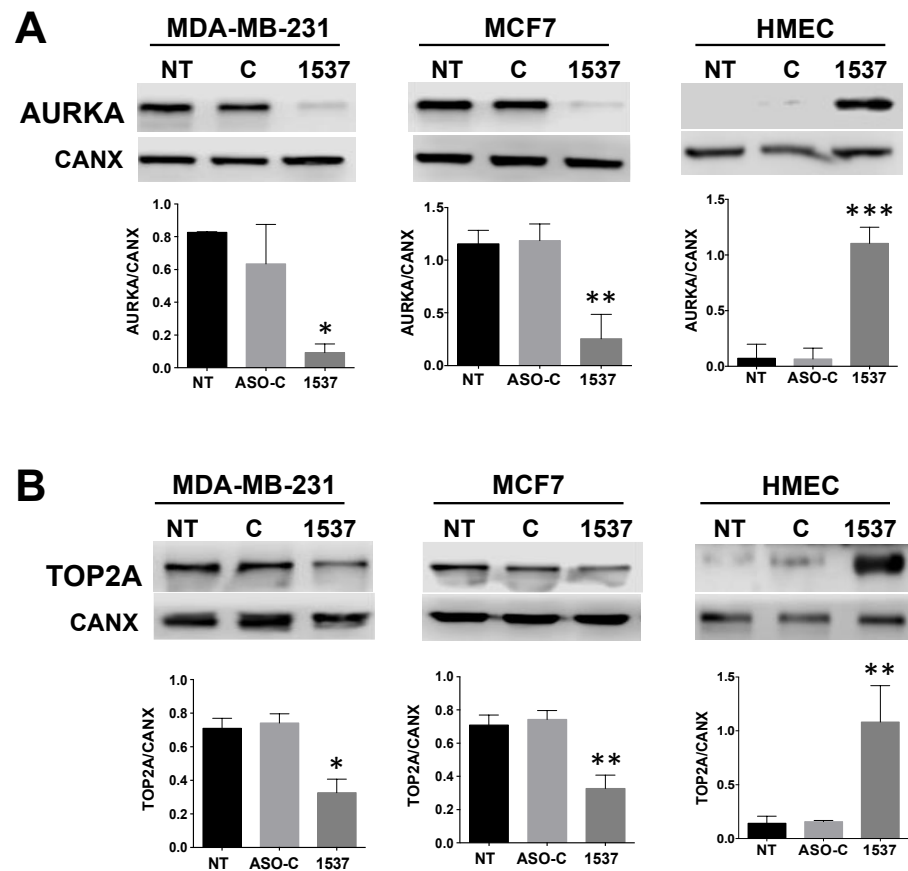 A
MDA-MB-231 MCF7 HMEC
NT C 1537 NT C 1537 NT C 1537
AURKA
CANX
AURKA/CANX
0.8
0.6
0.4
0.2
0.0
*
NT ASO-C 1537
AURKA/CANX
1.5
1.0
0.5
0.0
**
NT ASO-C 1537
AURKA/CANX
1.5
1.0
0.5
0.0
***
NT ASO-C 1537
B
MDA-MB-231 MCF7 HMEC
NT C 1537 NT C 1537 NT C 1537
TOP2A
CANX
TOP2A/CANX
1.0
0.8
0.6
0.4
0.2
0.0
*
NT ASO-C 1537
TOP2A/CANX
1.0
0.8
0.6
0.4
0.2
0.0
**
NT ASO-C 1537
TOP2A/CANX
1.5
1.0
0.5
0.0
**
NT ASO-C 1537